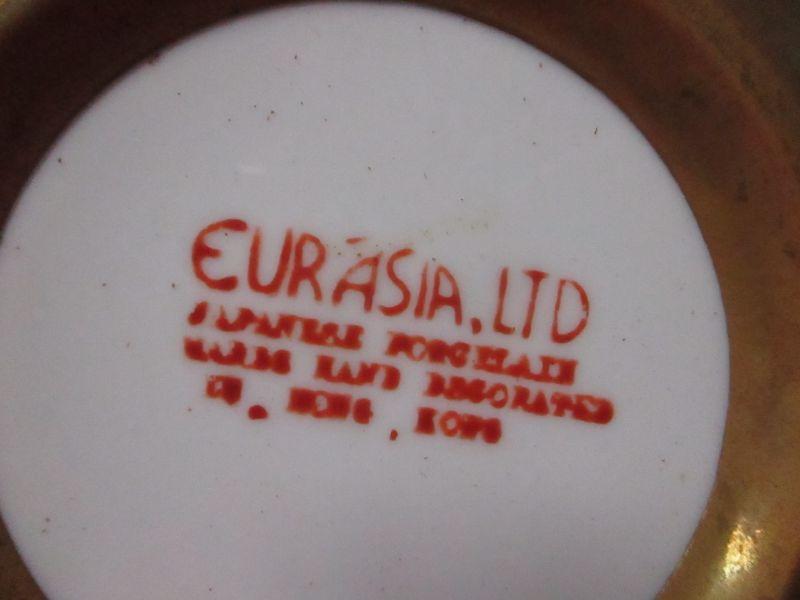 EURASIA, LTD
JAPANESE PORCELAIN
WARES HAND DECORATED
IN. HONG. KONG